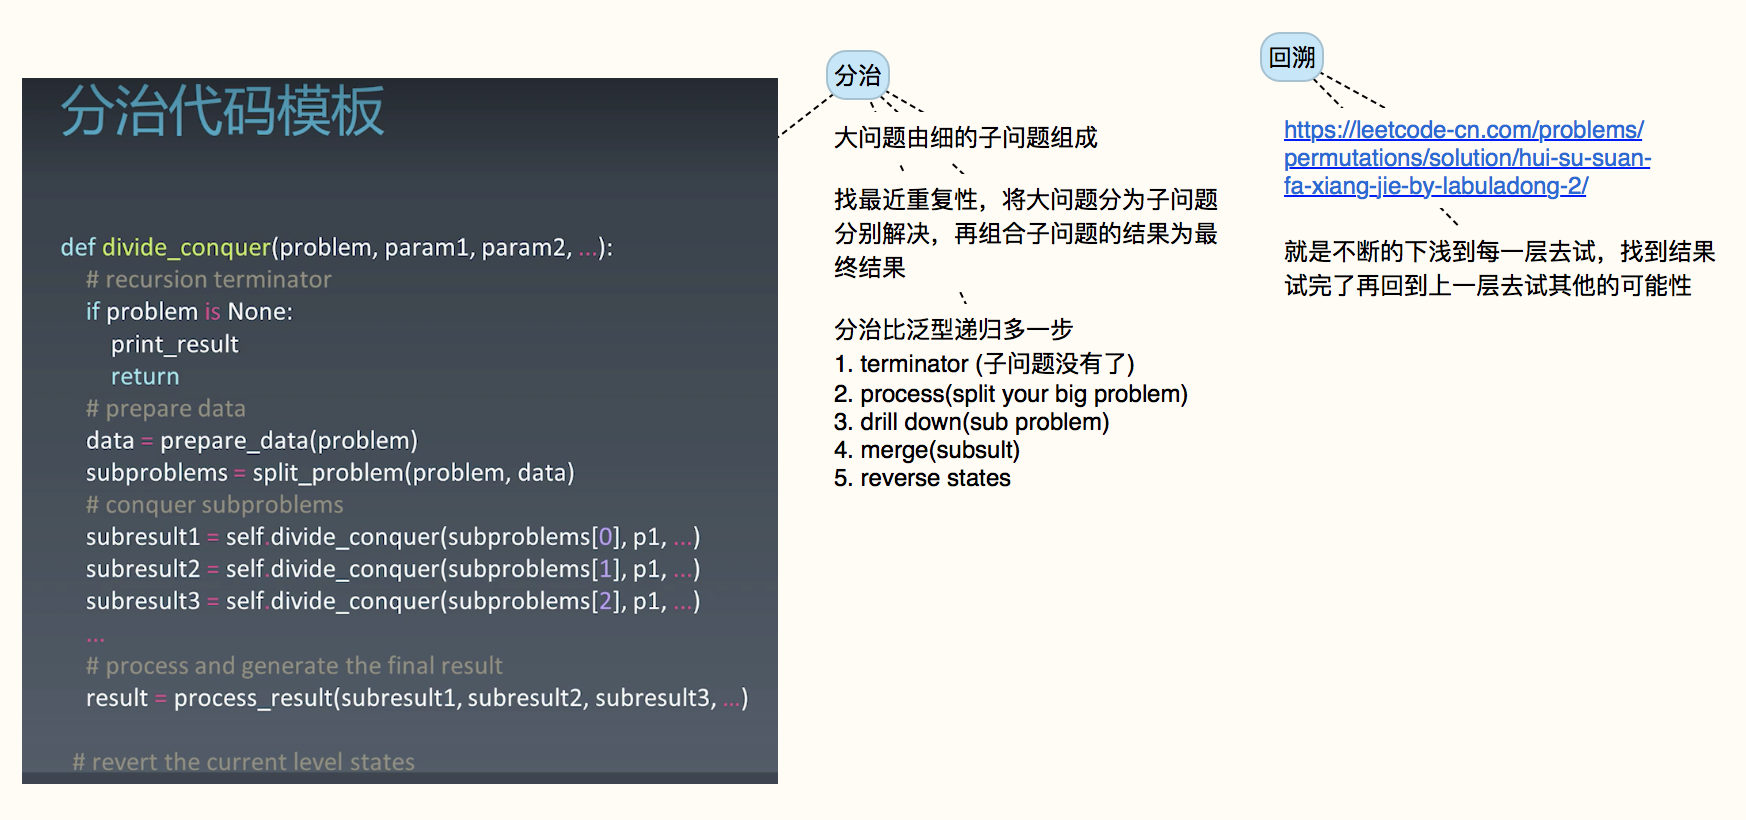 分治代码模板
def divide_conquer(problem, param1, param2, ...):
# recursion terminator
if problem is None:
print_result
return
# prepare data
data = prepare_data(problem)
subproblems = split_problem(problem, data)
# conquer subproblems
subresult1 = self.divide_conquer(subproblems[0], p1, ...)
subresult2 = self.divide_conquer(subproblems[1], p1, ...)
subresult3 = self.divide_conquer(subproblems[2], p1, ...)
...
# process and generate the final result
result = process_result(subresult1, subresult2, subresult3, ...)
# revert the current level states
分治
大问题由细的子问题组成
找最近重复性，将大问题分为子问题
分别解决，再组合子问题的结果为最
终结果
分治比泛型递归多一步
1. terminator (子问题没有了)
2. process(split your big problem)
3. drill down(sub problem)
4. merge(subsult)
5. reverse states
回溯
https://leetcode-cn.com/problems/
permutations/solution/hui-su-suan-
fa-xiang-jie-by-labuladong-2/
就是不断的下浅到每一层去试，找到结果
试完了再回到上一层去试其他的可能性